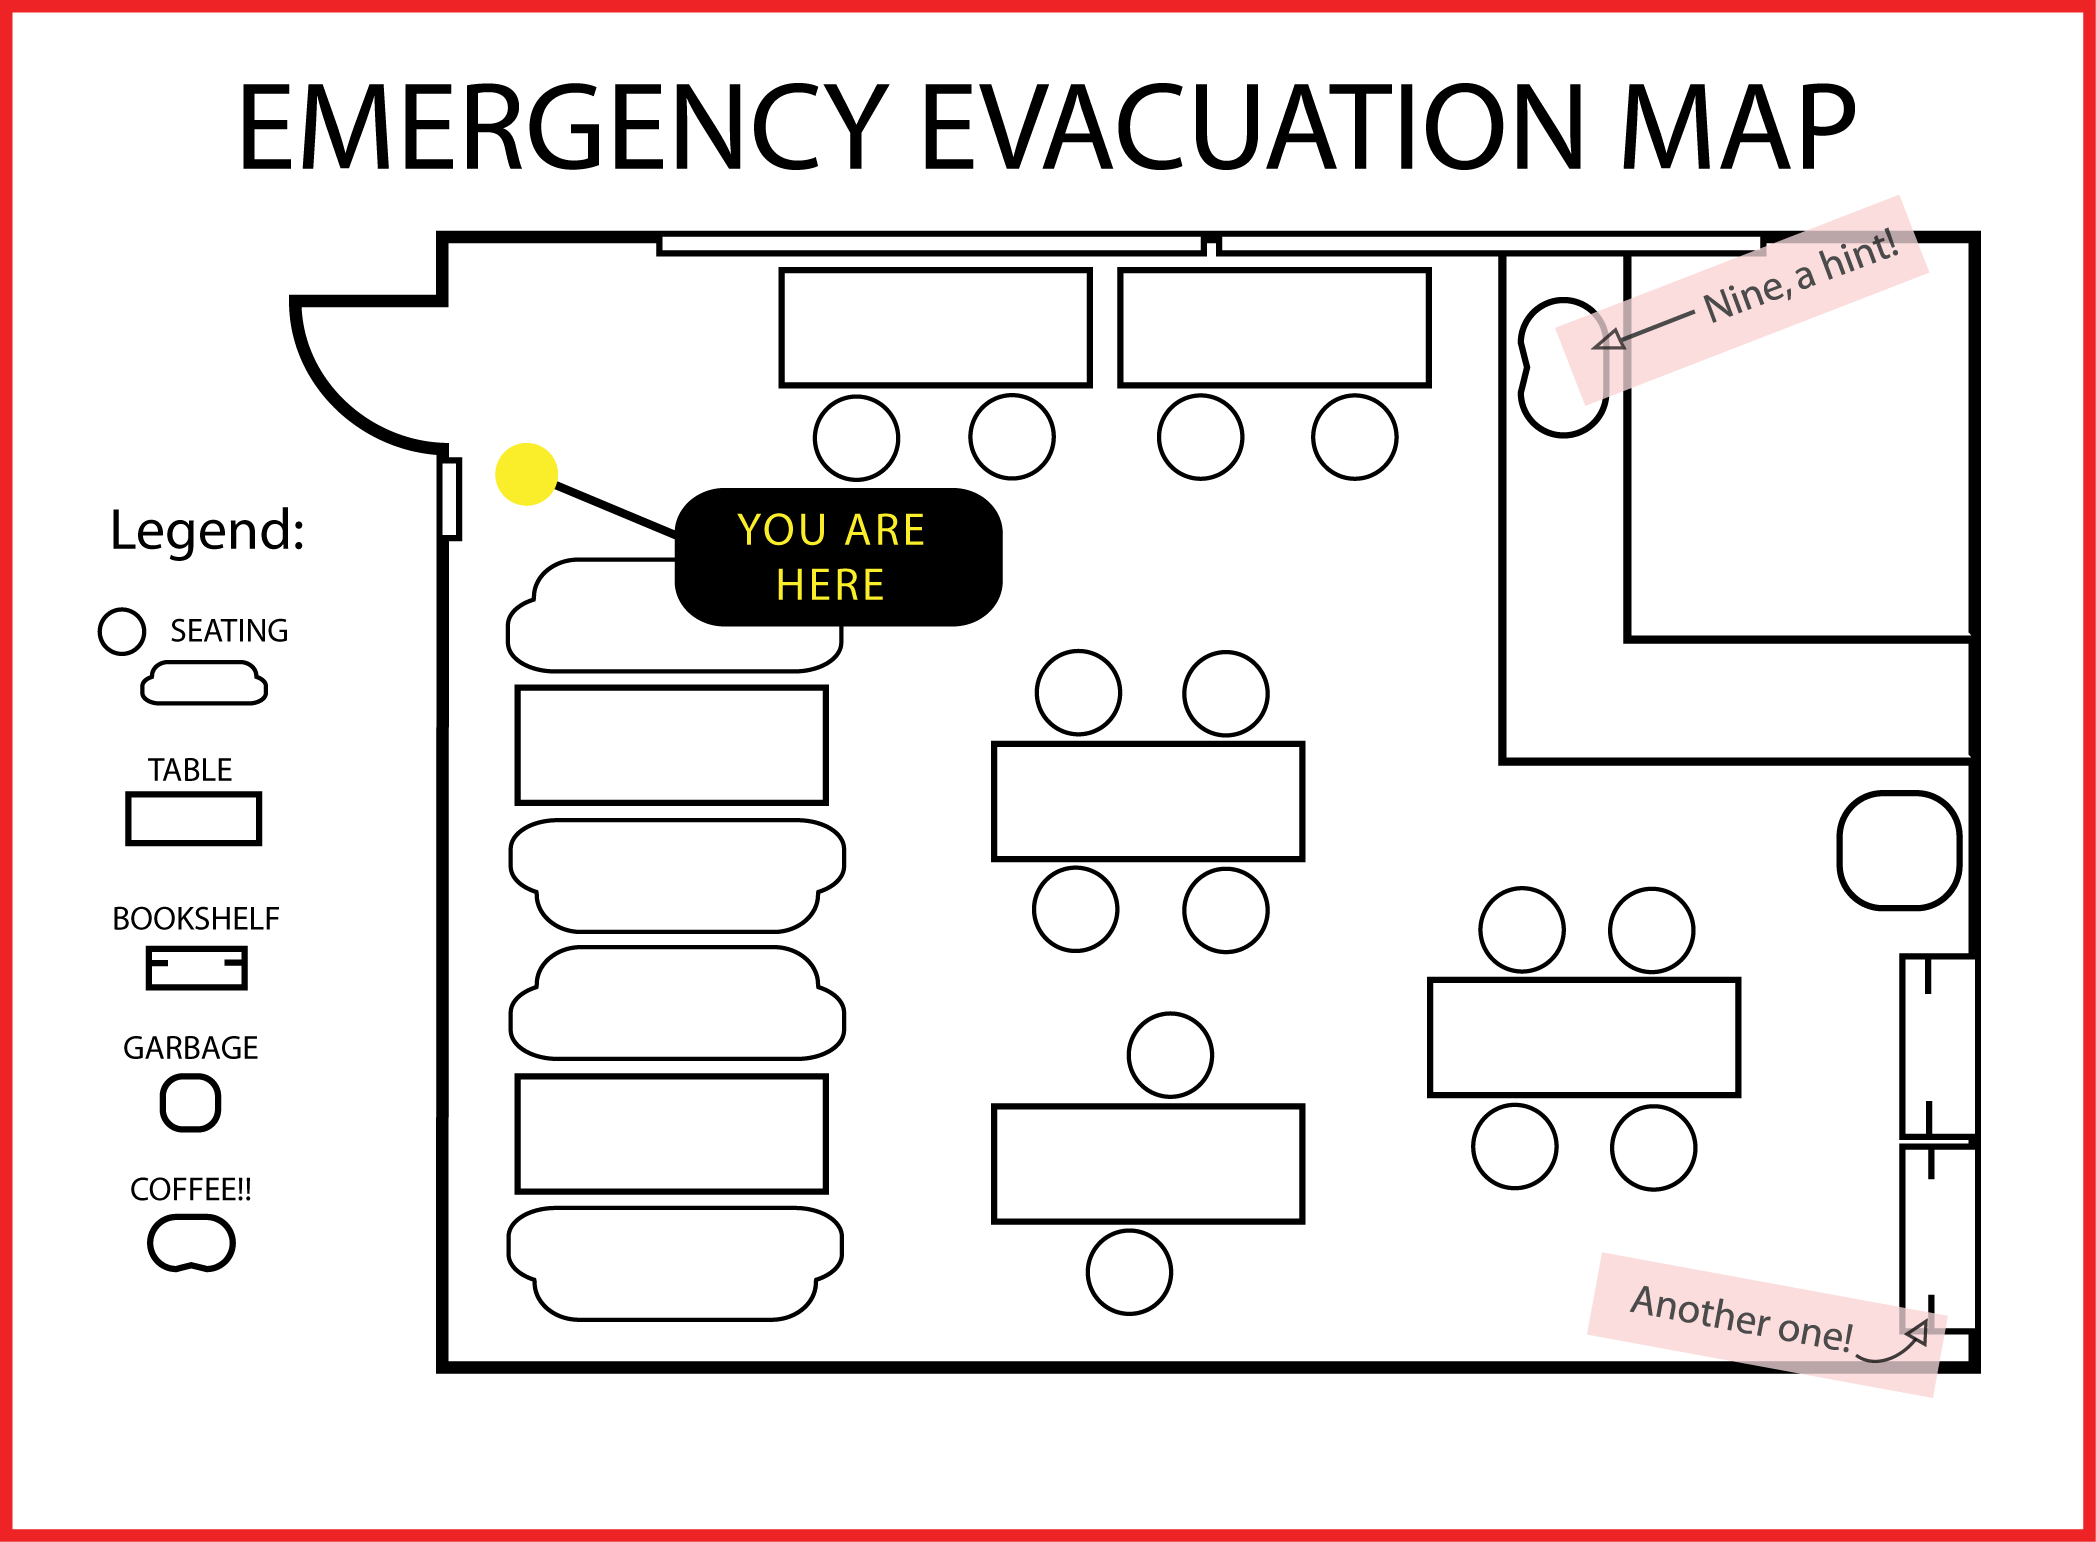 EMERGENCY EVACUATION MAP
Nine, a hint!
YOU ARE
HERE
Legend:
SEATING
TABLE
BOOKSHELF
GARBAGE
COFFEE!!
Another one!